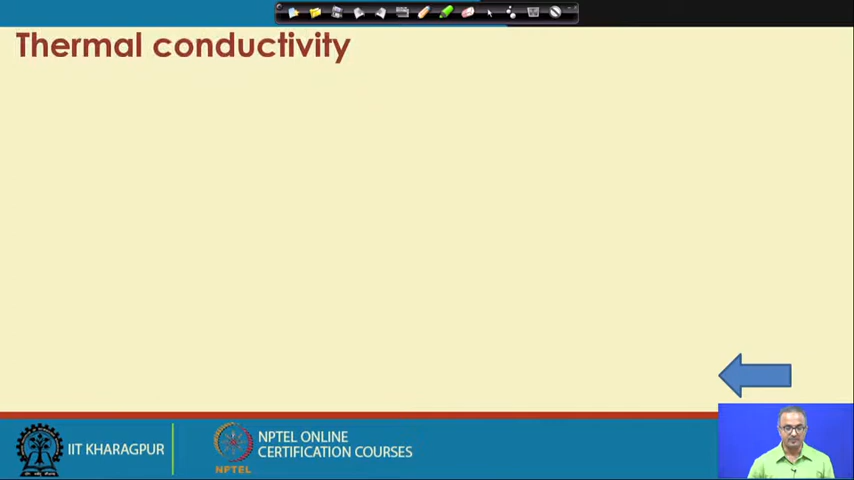 Thermal conductivity
IIT KHARAGPUR
NPTEL ONLINE
CERTIFICATION COURSES
NPTEL